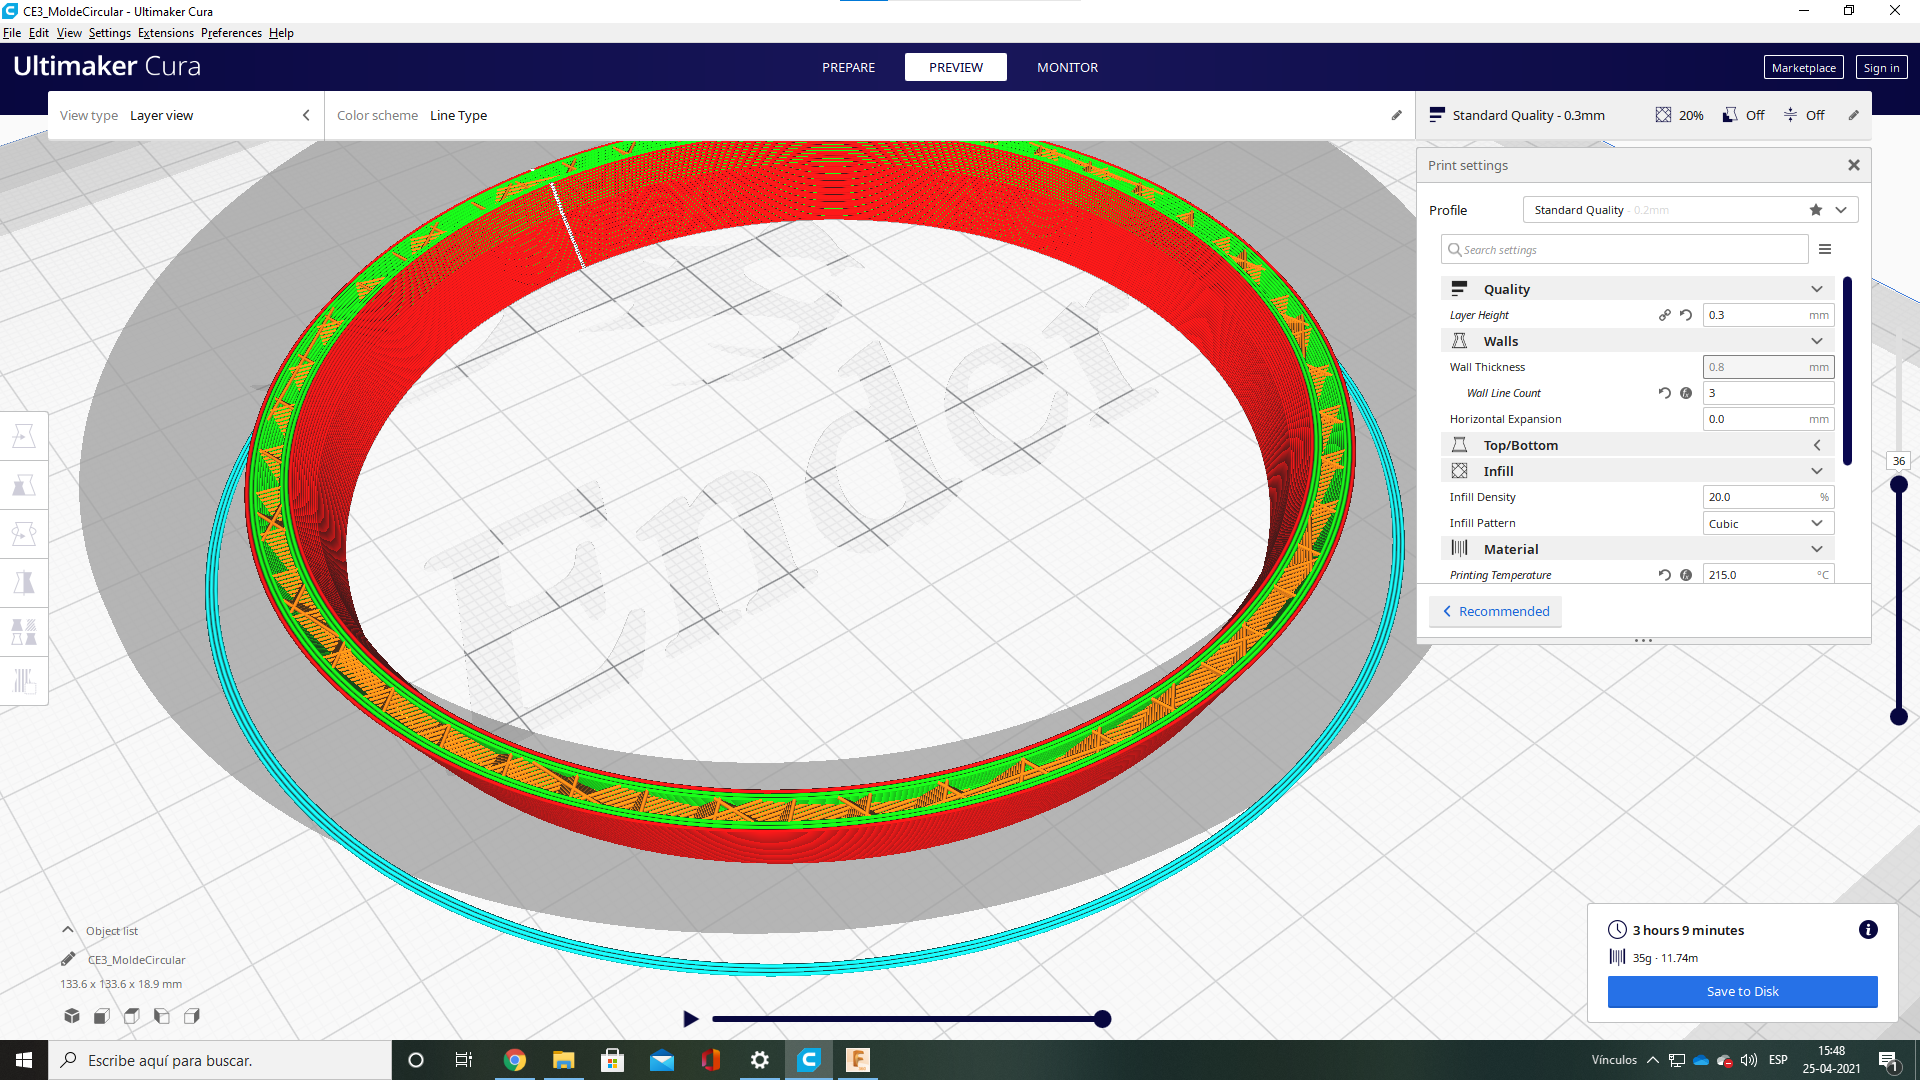 CE3_MoldeCircular - Ultimaker Cura
File Edit View Settings Extensions Preferences Help
Ultimaker Cura
PREPARE PREVIEW MONITOR
Marketplace Sign in
View type Layer view
Color scheme Line Type
Standard Quality - 0.3mm 20% Off Off
Print settings
Profile Standard Quality - 0.2mm
Search settings
Quality
Layer Height 0.3 mm
Walls
Wall Thickness 0.8 mm
Wall Line Count 3
Horizontal Expansion 0.0 mm
Top/Bottom
Infill
Infill Density 20.0 %
Infill Pattern Cubic
Material
Printing Temperature 215.0 °C
Recommended
36
Ender
Object list
CE3_MoldeCircular
133.6 x 133.6 x 18.9 mm
3 hours 9 minutes
35g · 11.74m
Save to Disk
Escribe aquí para buscar.
Vínculos
ESP
15:48
25-04-2021
1